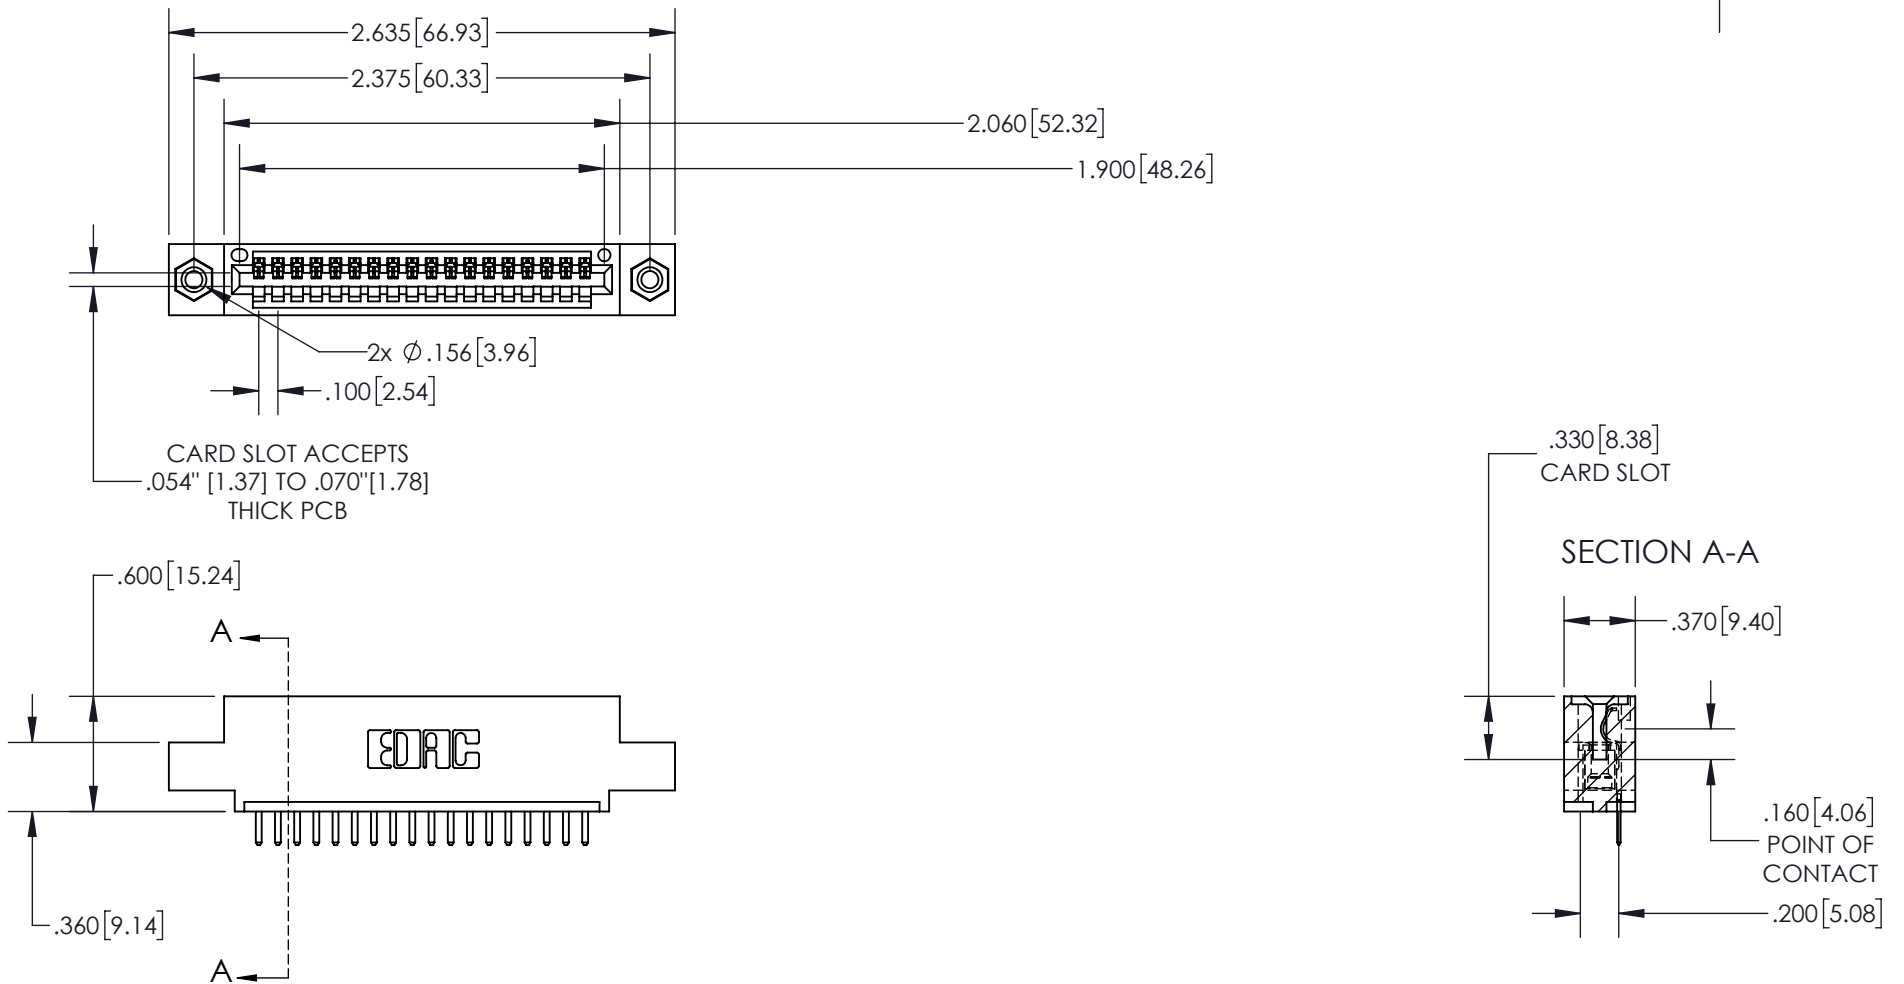 2.635[66.93]
2.375[60.33]
2.060[52.32]
1.900[48.26]
2x Ø.156[3.96]
.100[2.54]
CARD SLOT ACCEPTS
.054" [1.37] TO .070"[1.78]
THICK PCB
.330[8.38]
CARD SLOT
SECTION A-A
.600[15.24]
.370[9.40]
A
EDAC
.160[4.06]
POINT OF
CONTACT
.200[5.08]
.360[9.14]
A